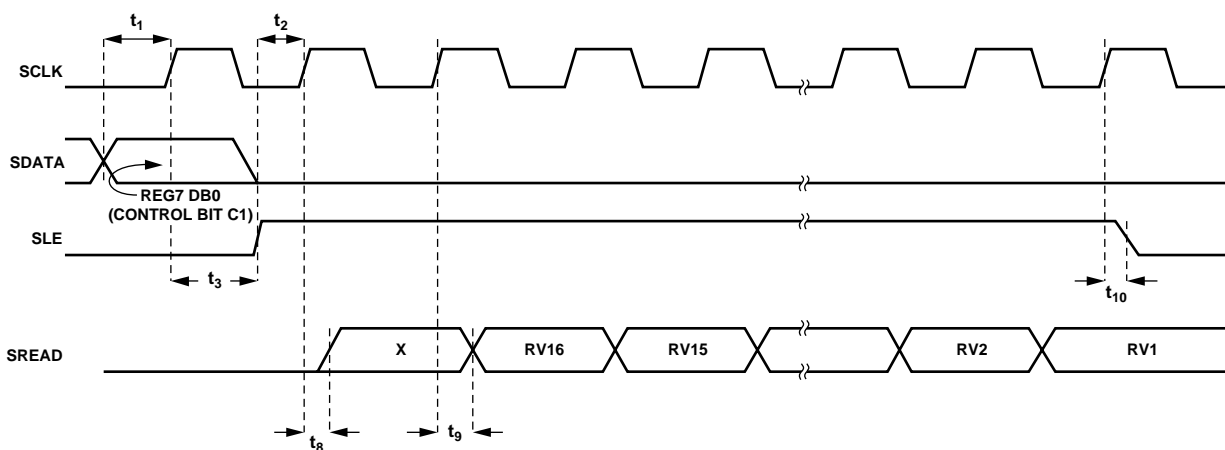 t1
t2
SCLK
SDATA
REG7 DB0
(CONTROL BIT C1)
SLE
t3
t10
SREAD
X
RV16
RV15
RV2
RV1
t8
t9